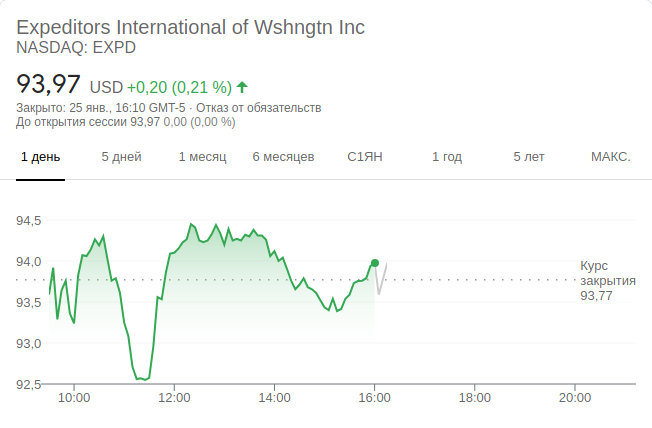 Expeditors International of Wshngtn Inc
NASDAQ: EXPD
93,97 USD +0,20 (0,21 %)
Закрыто: 25 янв., 16:10 GMT-5 · Отказ от обязательств
До открытия сессии 93,97 0,00 (0,00 %)
1 день 5 дней 1 месяц 6 месяцев С1ЯН 1 год 5 лет МАКС.
94,5
94,0
93,5
93,0
92,5
Курс
закрытия
93,77
10:00 12:00 14:00 16:00 18:00 20:00